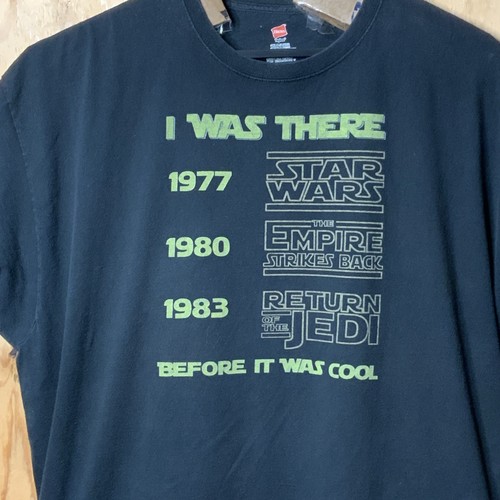 Hanes
I WAS THERE
1977
STAR
WARS
1980
THE
EMPIRE
STRIKES BACK
1983
RETURN
OF THE
JEDI
BEFORE IT WAS COOL